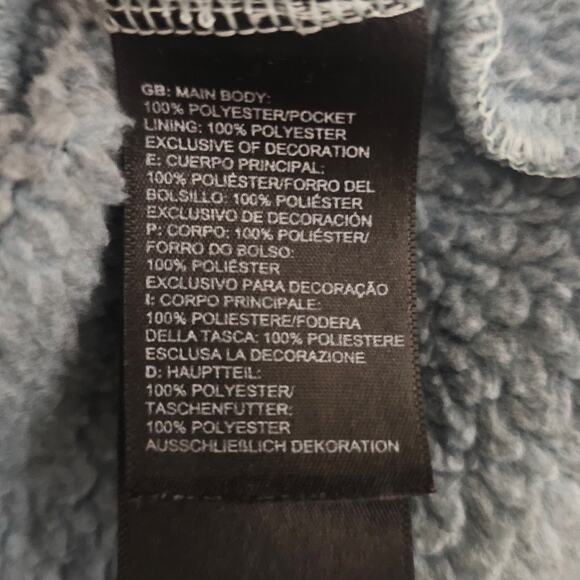 GB: MAIN BODY:
100% POLYESTER/POCKET
LINING: 100% POLYESTER
EXCLUSIVE OF DECORATION
E: CUERPO PRINCIPAL:
100% POLIÉSTER/FORRO DEL
BOLSILLO: 100% POLIÉSTER
EXCLUSIVO DE DECORACIÓN
P: CORPO: 100% POLIÉSTER/
FORRO DO BOLSO:
100% POLIÉSTER
EXCLUSIVO PARA DECORAÇÃO
I: CORPO PRINCIPALE:
100% POLIESTERE/FODERA
DELLA TASCA: 100% POLIESTERE
ESCLUSA LA DECORAZIONE
D: HAUPTTEIL:
100% POLYESTER/
TASCHENFUTTER:
100% POLYESTER
AUSSCHLIEßLICH DEKORATION